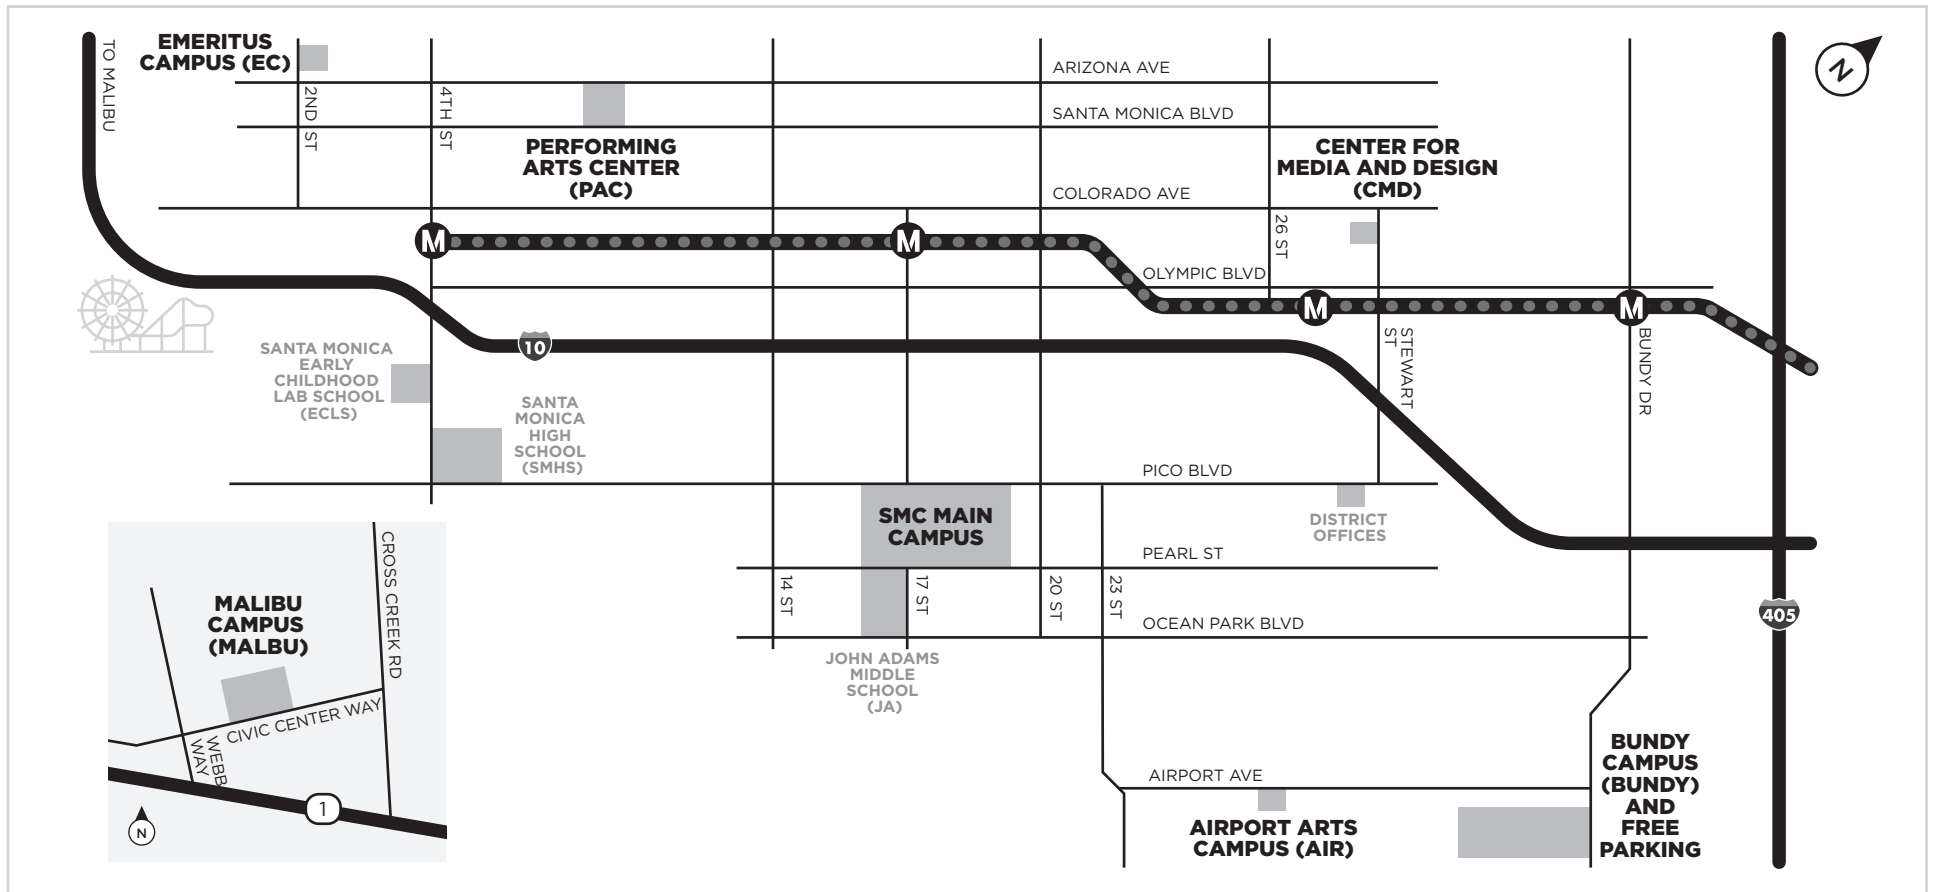 TO MALIBU
EMERITUS
CAMPUS (EC)
2ND ST
4TH ST
ARIZONA AVE
SANTA MONICA BLVD
N
PERFORMING
ARTS CENTER
(PAC)
CENTER FOR
MEDIA AND DESIGN
(CMD)
COLORADO AVE
26 ST
M
M
OLYMPIC BLVD
M
M
10
STEWART
ST
BUNDY DR
SANTA MONICA
EARLY
CHILDHOOD
LAB SCHOOL
(ECLS)
SANTA
MONICA
HIGH
SCHOOL
(SMHS)
PICO BLVD
SMC MAIN
CAMPUS
DISTRICT
OFFICES
PEARL ST
14 ST
17 ST
20 ST
23 ST
OCEAN PARK BLVD
405
JOHN ADAMS
MIDDLE
SCHOOL
(JA)
CROSS CREEK RD
MALIBU
CAMPUS
(MALBU)
CIVIC CENTER WAY
WEBB
WAY
1
N
AIRPORT AVE
AIRPORT ARTS
CAMPUS (AIR)
BUNDY
CAMPUS
(BUNDY)
AND
FREE
PARKING